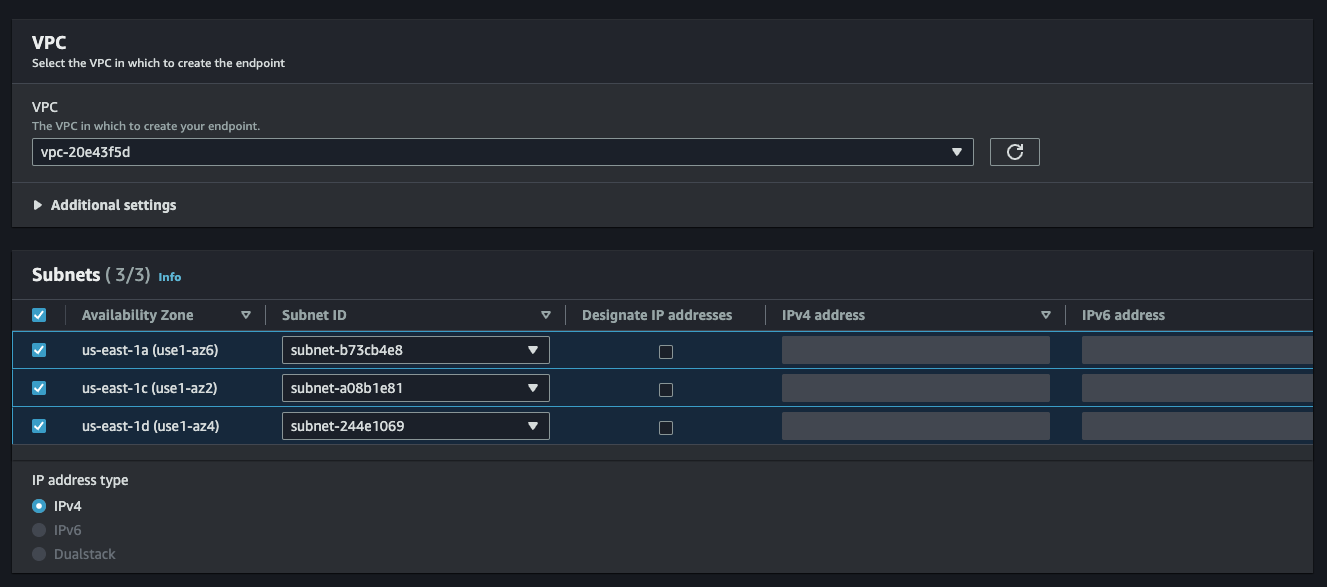 VPC
Select the VPC in which to create the endpoint
VPC
The VPC in which to create your endpoint.
vpc-20e43f5d
Additional settings
Subnets (3/3) Info
Availability Zone Subnet ID Designate IP addresses IPv4 address IPv6 address
us-east-1a (use1-az6) subnet-b73cb4e8
us-east-1c (use1-az2) subnet-a08b1e81
us-east-1d (use1-az4) subnet-244e1069
IP address type
IPv4
IPv6
Dualstack